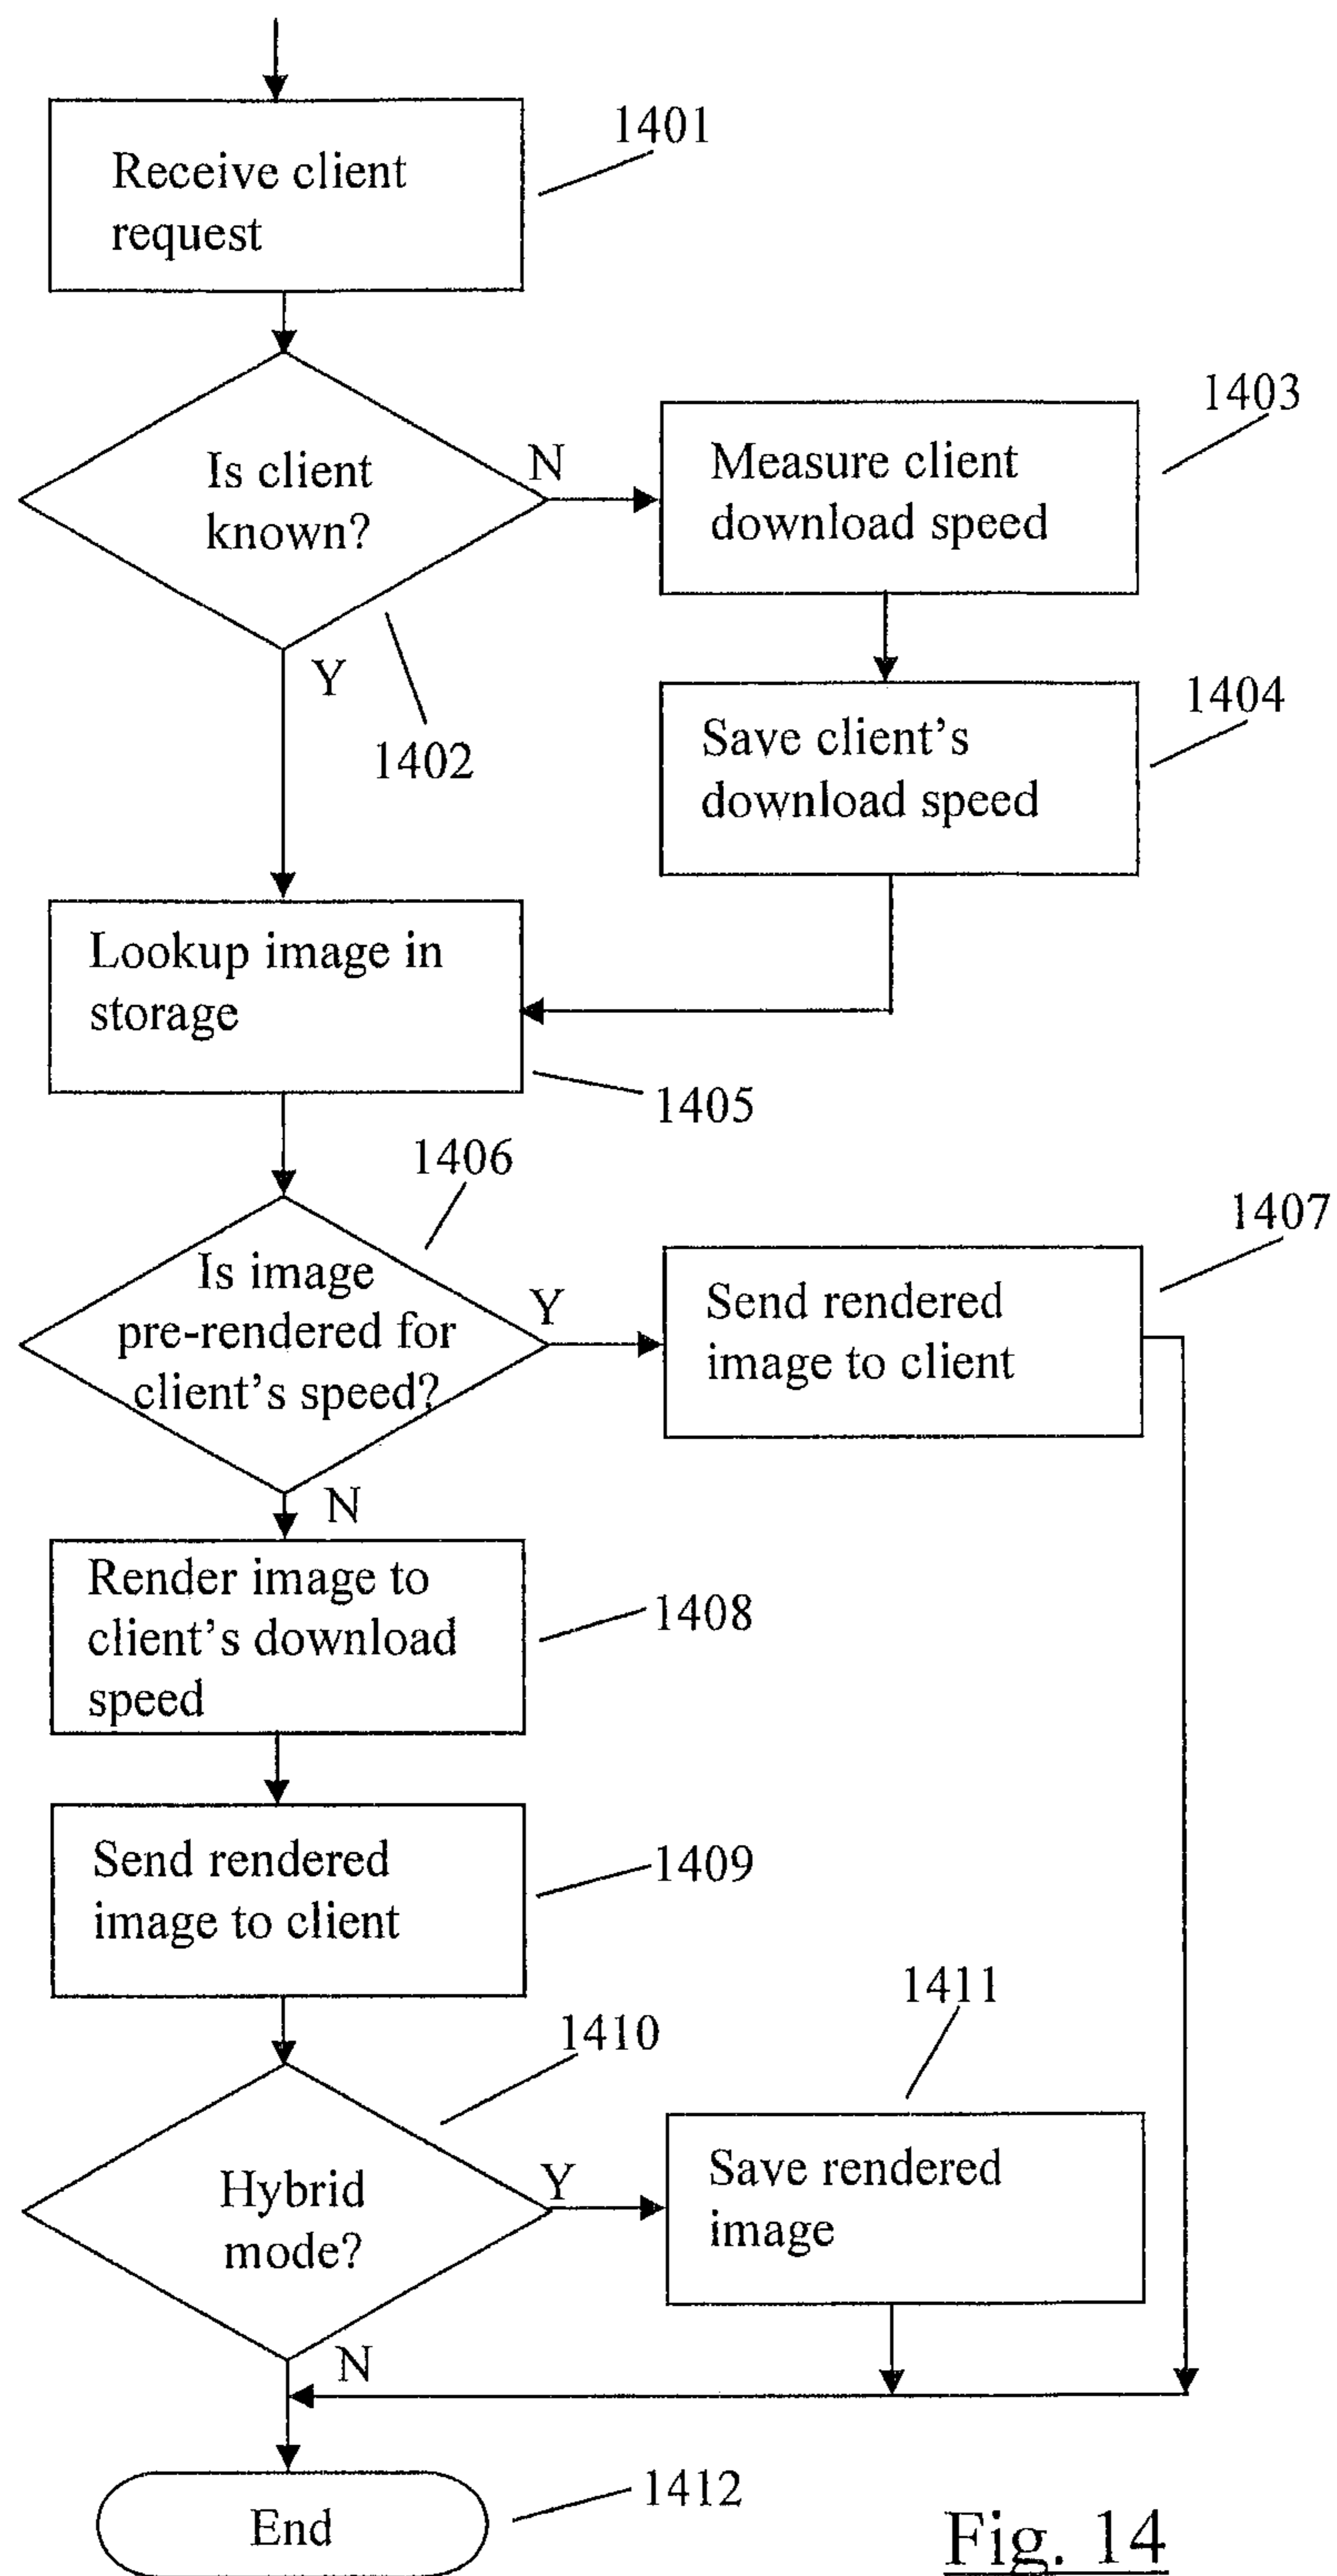 1401
Receive client
request
1403
Is client
known?
N
Measure client
download speed
Y
1402
1404
Save client's
download speed
Lookup image in
storage
1405
1406
1407
Is image
pre-rendered for
client's speed?
Y
Send rendered
image to client
N
Render image to
client's download
speed
1408
Send rendered
image to client
1409
1411
1410
Hybrid
mode?
Y
Save rendered
image
N
1412
End
Fig. 14